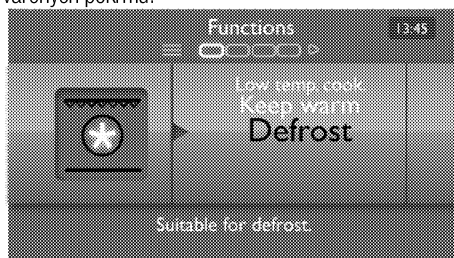 Functions
13:45
Low temp. cook.
Keep warm
Defrost
Suitable for defrost.